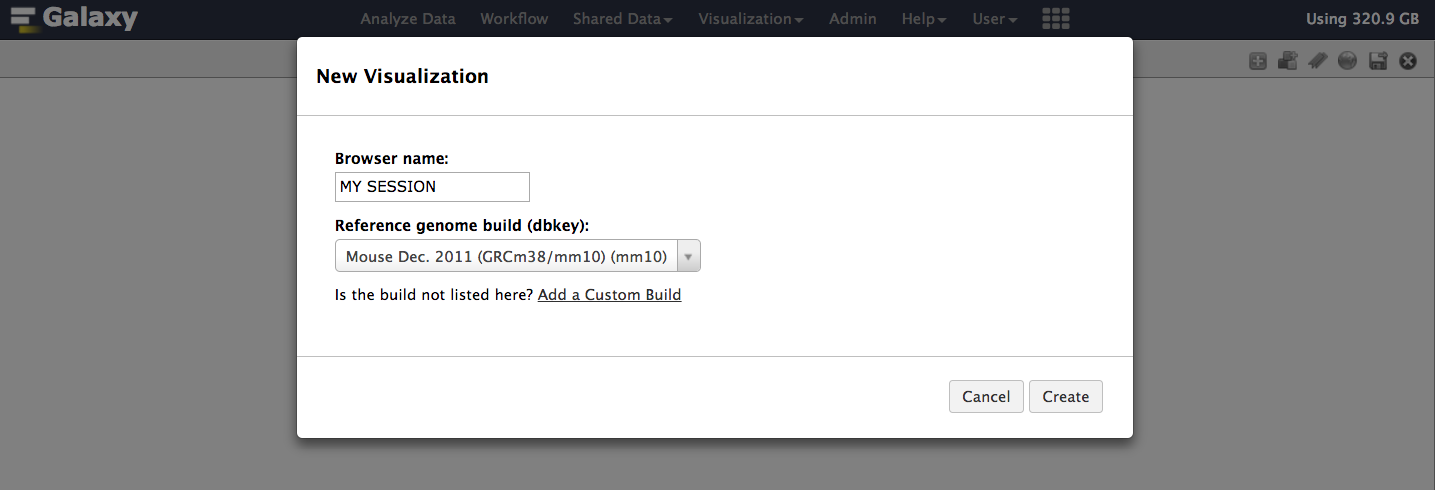 Galaxy Analyze Data Workflow Shared Data Visualization Admin Help User Using 320.9 GB
New Visualization
Browser name:
MY SESSION
Reference genome build (dbkey):
Mouse Dec. 2011 (GRCm38/mm10) (mm10)
Is the build not listed here? Add a Custom Build
Cancel Create